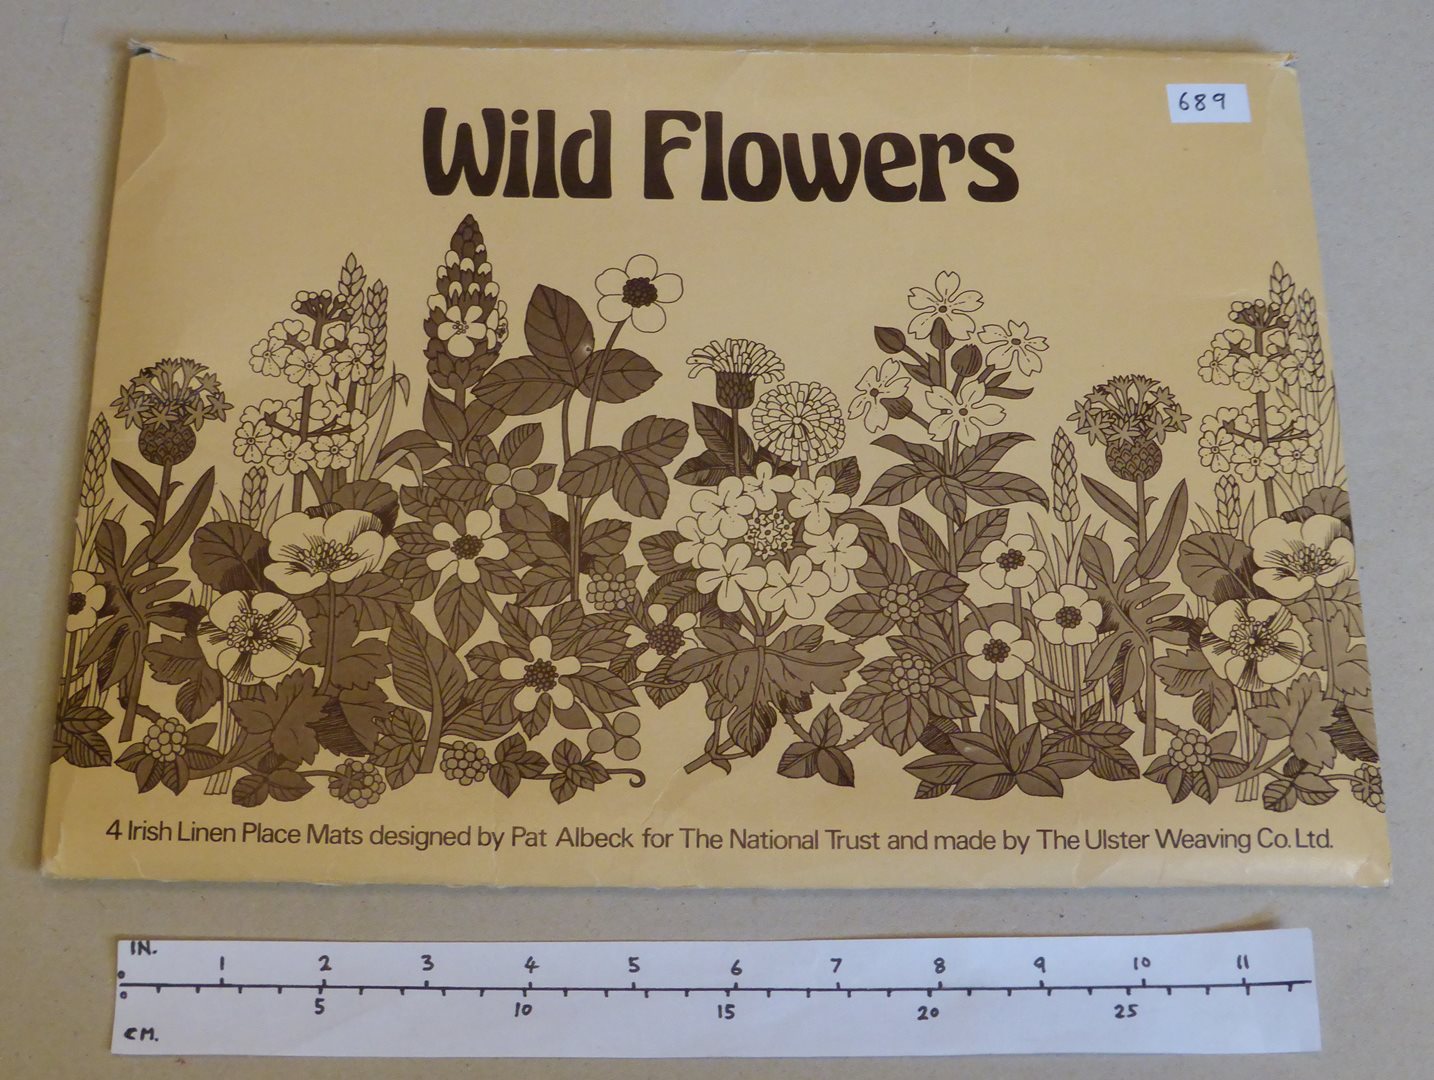 689
Wild Flowers
4 Irish Linen Place Mats designed by Pat Albeck for The National Trust and made by The Ulster Weaving Co. Ltd.
IN.
1 2 3 4 5 6 7 8 9 10 11
0
0
5 10 15 20 25
CM.